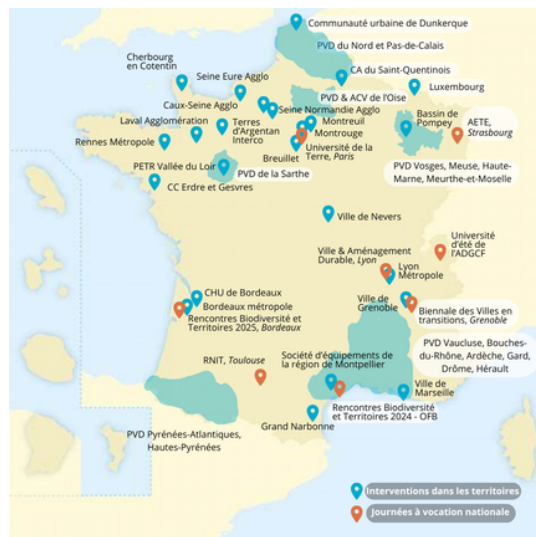 Communauté urbaine de Dunkerque
PVD du Nord et Pas-de-Calais
Cherbourg
en Cotentin
Seine Eure Agglo
CA du Saint-Quentinois
Luxembourg
Caux-Seine Agglo
PVD & ACV de l'Oise
Seine Normandie Agglo
Laval Agglomération
Terres
d'Argentan
Interco
Montreuil
Montrouge
Bassin de
Pompey
AETE,
Strasbourg
Rennes Métropole
Université de la
Terre, Paris
Breuillet
PETR Vallée du Loir
PVD de la Sarthe
PVD Vosges, Meuse, Haute-
Marne, Meurthe-et-Moselle
CC Erdre et Gesvres
Ville de Nevers
Université
d'été de
l'ADGCF
Ville & Aménagement
Durable, Lyon
Lyon
Métropole
CHU de Bordeaux
Bordeaux métropole
Rencontres Biodiversité et
Territoires 2025, Bordeaux
Ville de
Grenoble
Biennale des Villes en
transitions, Grenoble
PVD Vaucluse, Bouches-
du-Rhône, Ardèche, Gard,
Drôme, Hérault
RNIT, Toulouse
Société d'équipements de
la région de Montpellier
Ville de
Marseille
Rencontres Biodiversité
et Territoires 2024 - OFB
Grand Narbonne
PVD Pyrénées-Atlantiques,
Hautes-Pyrénées
Interventions dans les territoires
Journées à vocation nationale